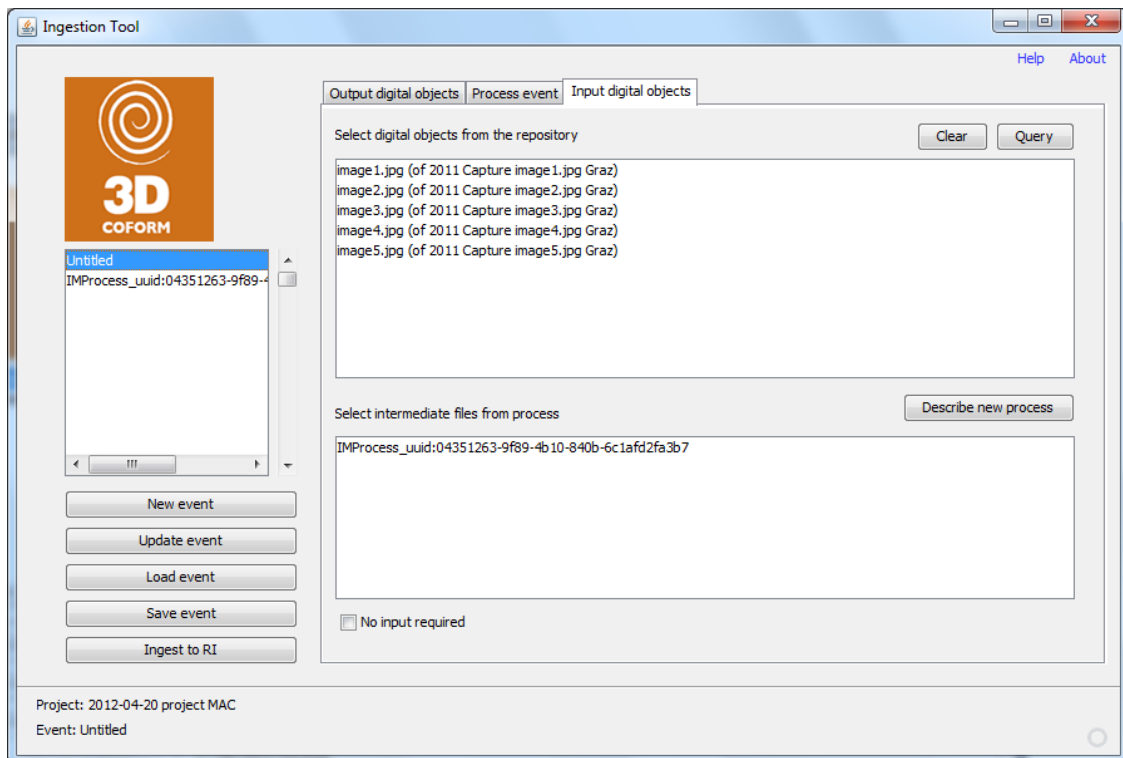 Ingestion Tool
Help About
3D
COFORM
Untitled
IMProcess_uuid:04351263-9f89-4
New event
Update event
Load event
Save event
Ingest to RI
Output digital objects Process event Input digital objects
Select digital objects from the repository Clear Query
image1.jpg (of 2011 Capture image1.jpg Graz)
image2.jpg (of 2011 Capture image2.jpg Graz)
image3.jpg (of 2011 Capture image3.jpg Graz)
image4.jpg (of 2011 Capture image4.jpg Graz)
image5.jpg (of 2011 Capture image5.jpg Graz)
Select intermediate files from process Describe new process
IMProcess_uuid:04351263-9f89-4b10-840b-6c1afd2fa3b7
No input required
Project: 2012-04-20 project MAC
Event: Untitled